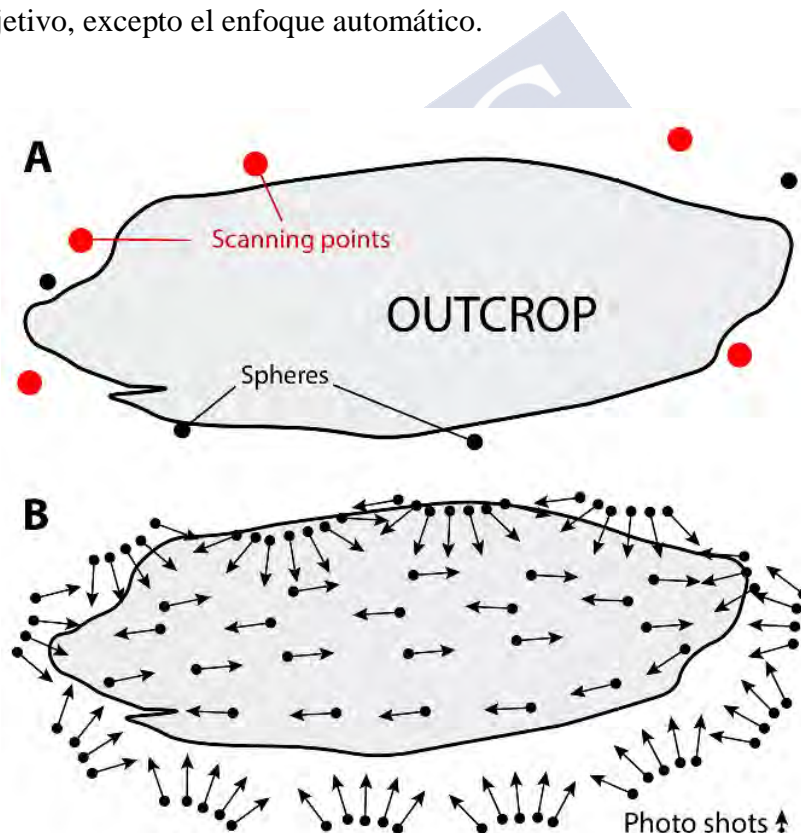 jetivo, excepto el enfoque automático.
A
Scanning points
OUTCROP
Spheres
B
Photo shots